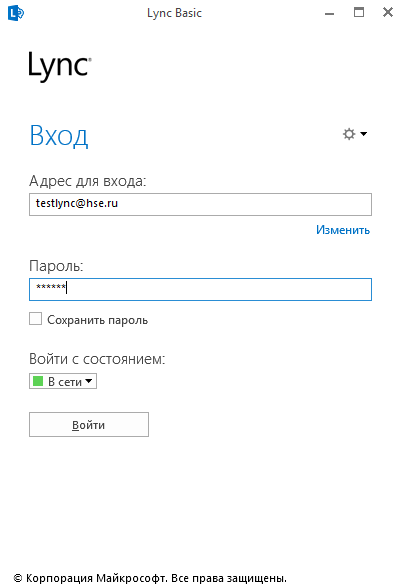 Lync Basic
Lync
Вход
Адрес для входа:
testlync@hse.ru
Изменить
Пароль:
******
Сохранить пароль
Войти с состоянием:
В сети
Войти
© Корпорация Майкрософт. Все права защищены.